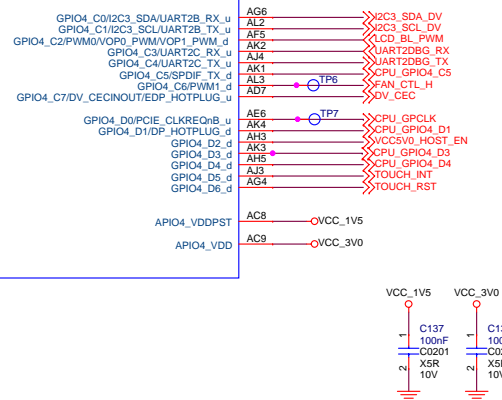 GPIO4_C0/I2C3_SDA/UART2B_RX_u AG6 I2C3_SDA_DV
GPIO4_C1/I2C3_SCL/UART2B_TX_u AL2 I2C3_SCL_DV
GPIO4_C2/PWM0/VOP0_PWM/VOP1_PWM_d AF5 LCD_BL_PWM
GPIO4_C3/UART2C_RX_u AK2 UART2DBG_RX
GPIO4_C4/UART2C_TX_u AJ4 UART2DBG_TX
GPIO4_C5/SPDIF_TX_d AK1 CPU_GPIO4_C5
GPIO4_C6/PWM1_d AL3 TP6 FAN_CTL_H
GPIO4_C7/DV_CECINOUT/EDP_HOTPLUG_u AD7 DV_CEC
GPIO4_D0/PCIE_CLKREQnB_u AE6 TP7 CPU_GPCLK
GPIO4_D1/DP_HOTPLUG_d AK4 CPU_GPIO4_D1
GPIO4_D2_d AH3 VCC5V0_HOST_EN
GPIO4_D3_d AK3 CPU_GPIO4_D3
GPIO4_D4_d AH5 CPU_GPIO4_D4
GPIO4_D5_d AJ3 TOUCH_INT
GPIO4_D6_d AG4 TOUCH_RST
APIO4_VDDPST AC8 VCC_1V5
APIO4_VDD AC9 VCC_3V0
VCC_1V5 VCC_3V0
1 C137 1
100nF
C0201
2 X5R 2
10V 10V